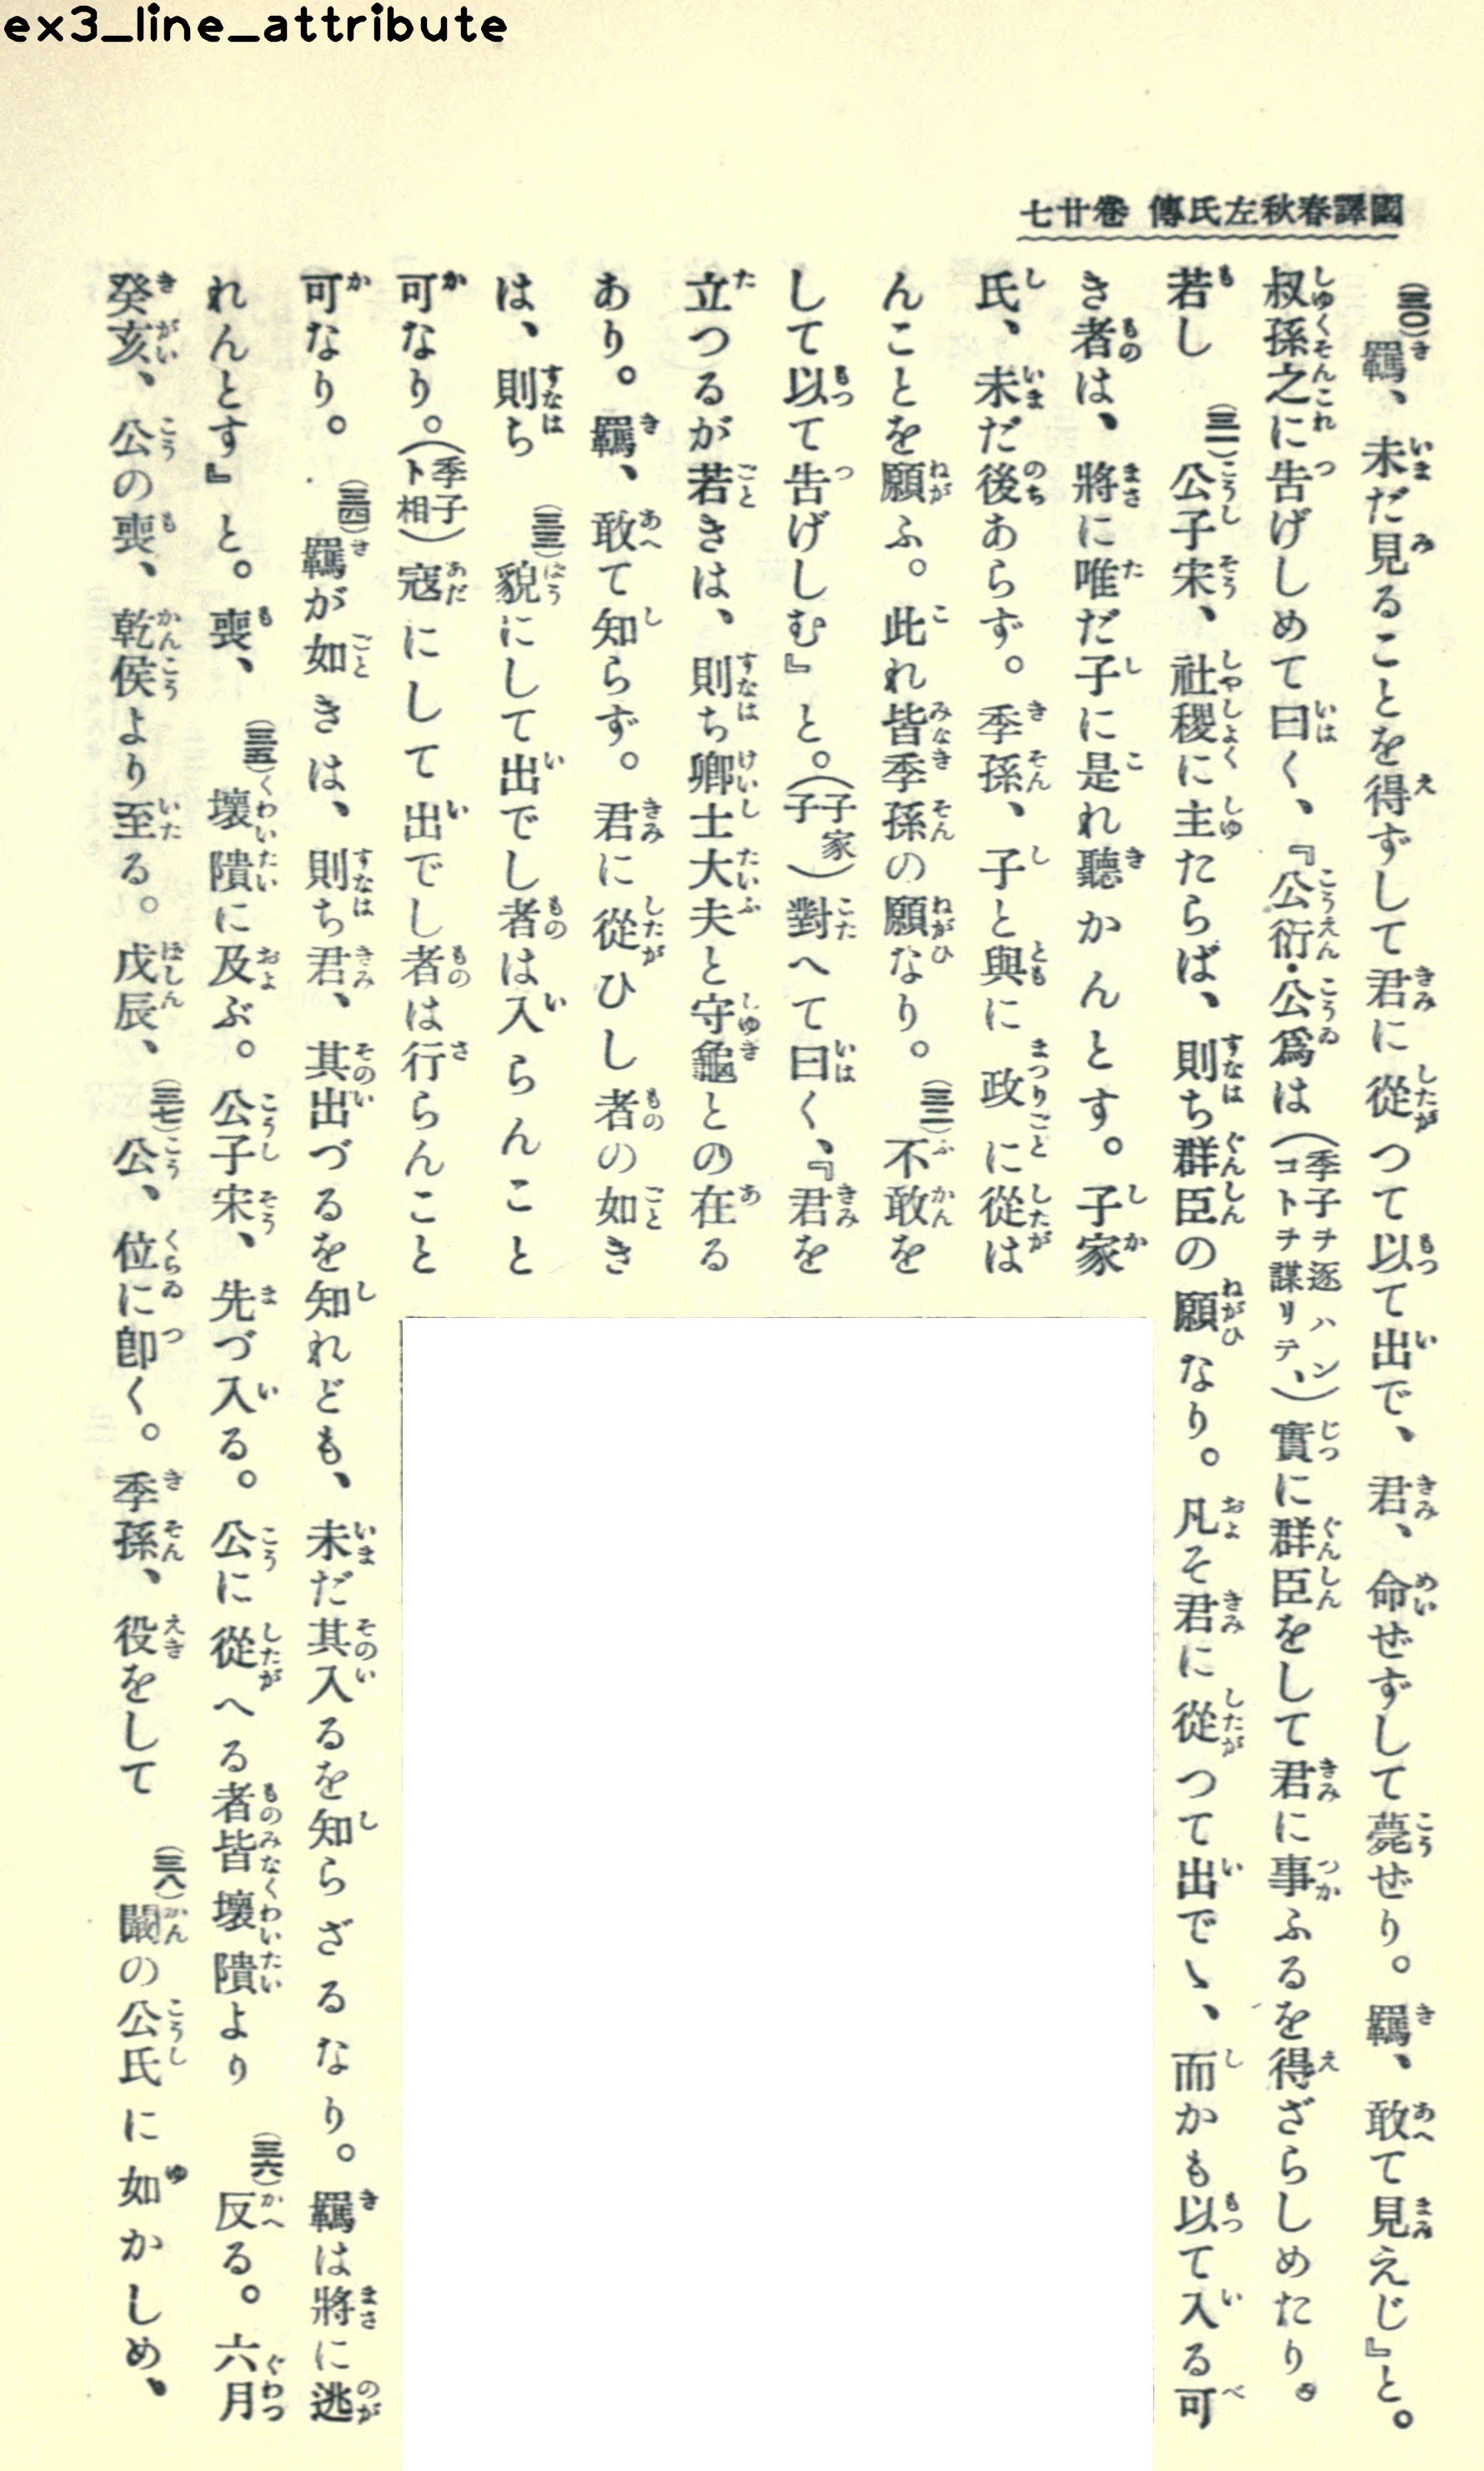 ex3_line_attribute
國譯春秋左氏傳 卷廿七
(三〇)羈、未だ見ることを得ずして君に從つて以て出で、君、命ぜずして薨ぜり。羈、敢て見えじ』と。
叔孫之に告げしめて曰く、『公衍・公爲は(季子ヲ逐ハンコトヲ謀リテ、)實に群臣をして君に事ふるを得ざらしめたり。
若し(三一)公子宋、社稷に主たらば、則ち群臣の願なり。凡そ君に從つて出でゝ、而かも以て入る可
き者は、將に唯だ子に是れ聽かんとす。子家
氏、未だ後あらず。季孫、子と與に政に從は
んことを願ふ。此れ皆季孫の願なり。(三二)不敢を
して以て告げしむ』と。(子家子)對へて曰く、『君を
立つるが若きは、則ち卿士大夫と守龜との在る
あり。羈、敢て知らず。君に從ひし者の如き
は、則ち(三三)貌にして出でし者は入らんこと
可なり。(季子ト相)寇にして出でし者は行らんこと
可なり。(三四)羈が如きは、則ち君、其出づるを知れども、未だ其入るを知らざるなり。羈は將に逃
れんとす』と。喪、(三五)壞隤に及ぶ。公子宋、先づ入る。公に從へる者皆壞隤より(三六)反る。六月
癸亥、公の喪、乾侯より至る。戊辰、(三七)公、位に卽く。季孫、役をして(三八)闞の公氏に如かしめ、